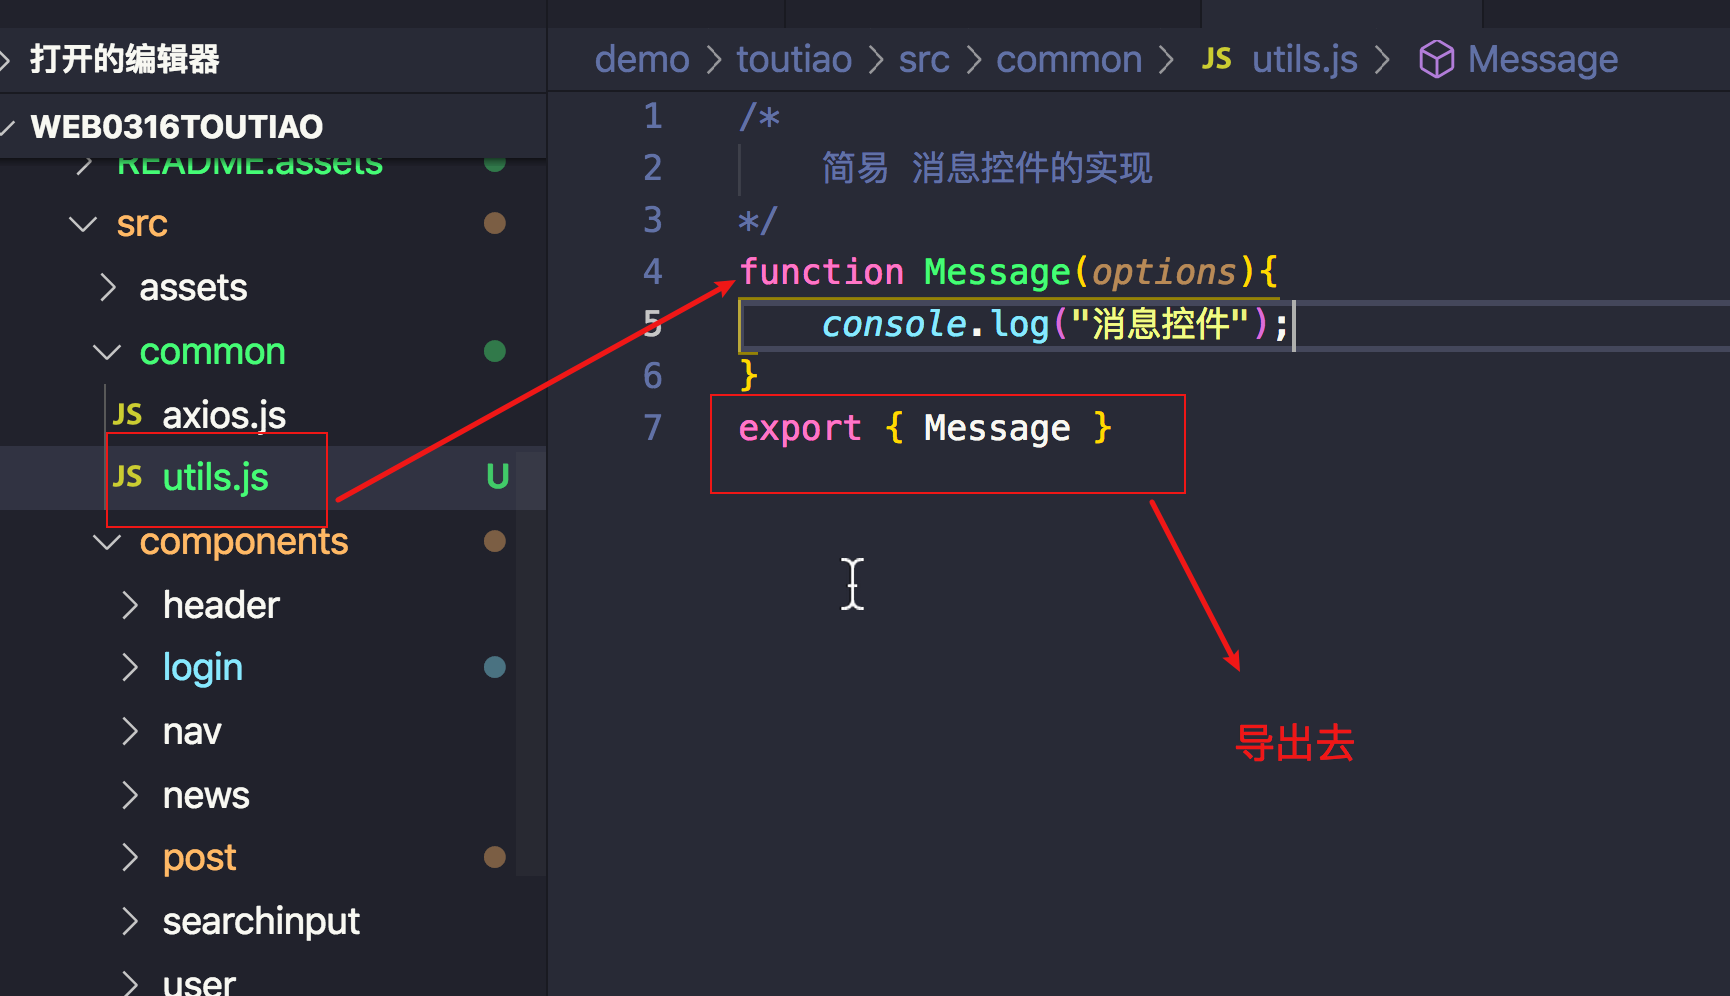 打开的编辑器
WEB0316TOUTIAO
README.assets
src
assets
common
JS axios.js
JS utils.js U
components
header
login
nav
news
post
searchinput
user
demo > toutiao > src > common > JS utils.js > Message
1 /*
2 简易 消息控件的实现
3 */
4 function Message(options){
5 console.log("消息控件");
6 }
7 export { Message }
导出去